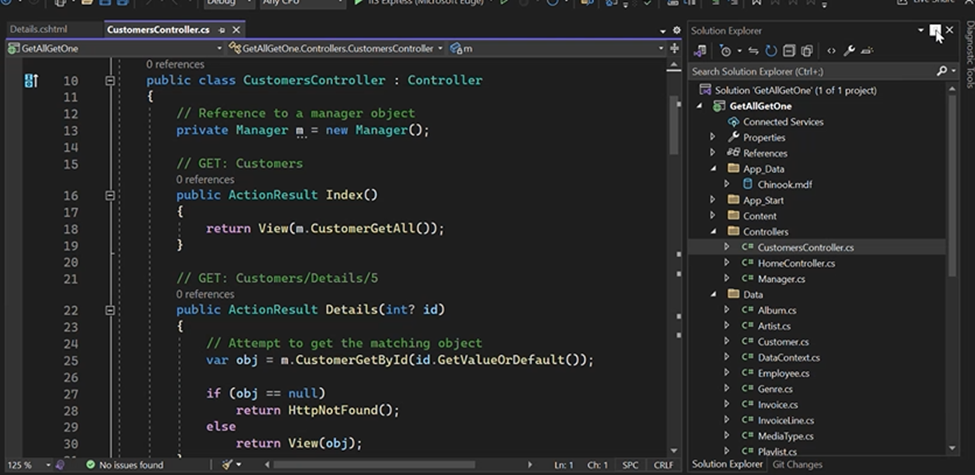 Debug
Any CPU
IIS Express (Microsoft Edge)
Live Share
Details.cshtml
CustomersController.cs
GetAllGetOne
GetAllGetOne.Controllers.CustomersController
m
0 references
10 public class CustomersController : Controller
11 {
12 // Reference to a manager object
13 private Manager m = new Manager();
14
15 // GET: Customers
0 references
16 public ActionResult Index()
17 {
18 return View(m.CustomerGetAll());
19 }
20
21 // GET: Customers/Details/5
0 references
22 public ActionResult Details(int? id)
23 {
24 // Attempt to get the matching object
25 var obj = m.CustomerGetById(id.GetValueOrDefault());
26
27 if (obj == null)
28 return HttpNotFound();
29 else
30 return View(obj);
125 %
No issues found
Ln: 1 Ch: 1 SPC CRLF
Solution Explorer
Search Solution Explorer (Ctrl+;)
Solution 'GetAllGetOne' (1 of 1 project)
GetAllGetOne
Connected Services
Properties
References
App_Data
Chinook.mdf
App_Start
Content
Controllers
C# CustomersController.cs
C# HomeController.cs
C# Manager.cs
Data
C# Album.cs
C# Artist.cs
C# Customer.cs
C# DataContext.cs
C# Employee.cs
C# Genre.cs
C# Invoice.cs
C# InvoiceLine.cs
C# MediaType.cs
C# Playlist.cs
Solution Explorer Git Changes
Diagnostic Tools